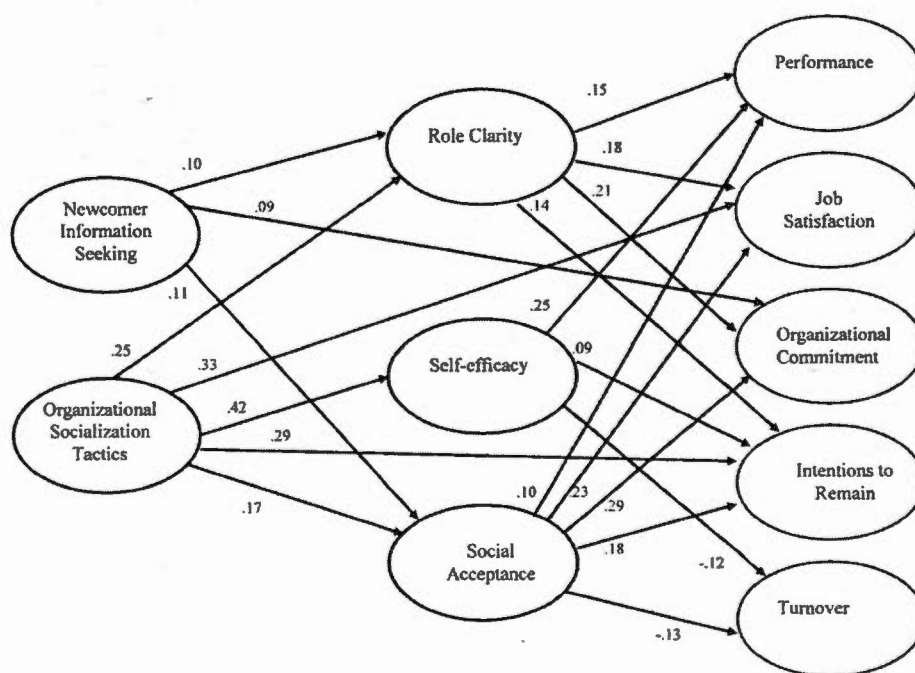 Performance
.15
Role Clarity
.18
.10
.21
Newcomer
Information
Seeking
.09
.14
Job
Satisfaction
.11
.25
.25
Organizational
Commitment
.33
.09
Self-efficacy
.42
Organizational
Socialization
Tactics
.29
Intentions to
Remain
.10
.23
.29
.17
.18
Social
Acceptance
-.12
Turnover
-.13